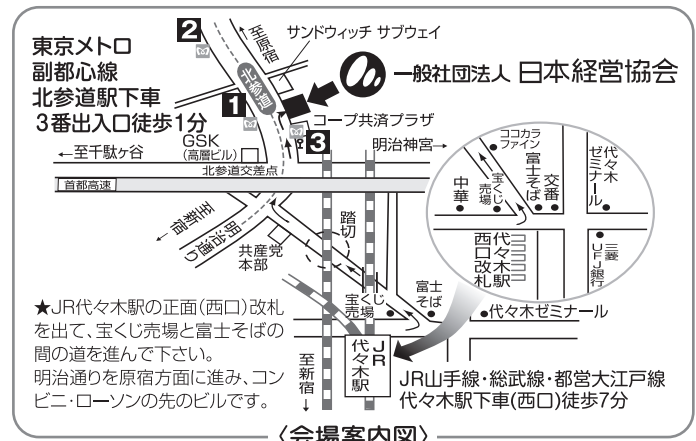 東京メトロ
副都心線
北参道駅下車
3番出入口徒歩1分
2
至原宿
サンドウィッチ サブウェイ
北参道
一般社団法人 日本経営協会
1
コープ共済プラザ
3
GSK
(高層ビル)
明治神宮→
←至千駄ヶ谷
北参道交差点
首都高速
至新宿
明治通り
共産党
本部
踏切
ココカラ
ファイン
代々木
ゼミナール
富士そば
交番
宝くじ
売場
中華
代々木駅
西口改札
三菱
UFJ銀行
宝くじ
売場
富士
そば
代々木ゼミナール
★JR代々木駅の正面(西口)改札
を出て、宝くじ売場と富士そばの
間の道を進んで下さい。
明治通りを原宿方面に進み、コン
ビニ・ローソンの先のビルです。
至新宿
↓
JR
代々木駅
JR山手線・総武線・都営大江戸線
代々木駅下車(西口)徒歩7分
〈会場案内図〉